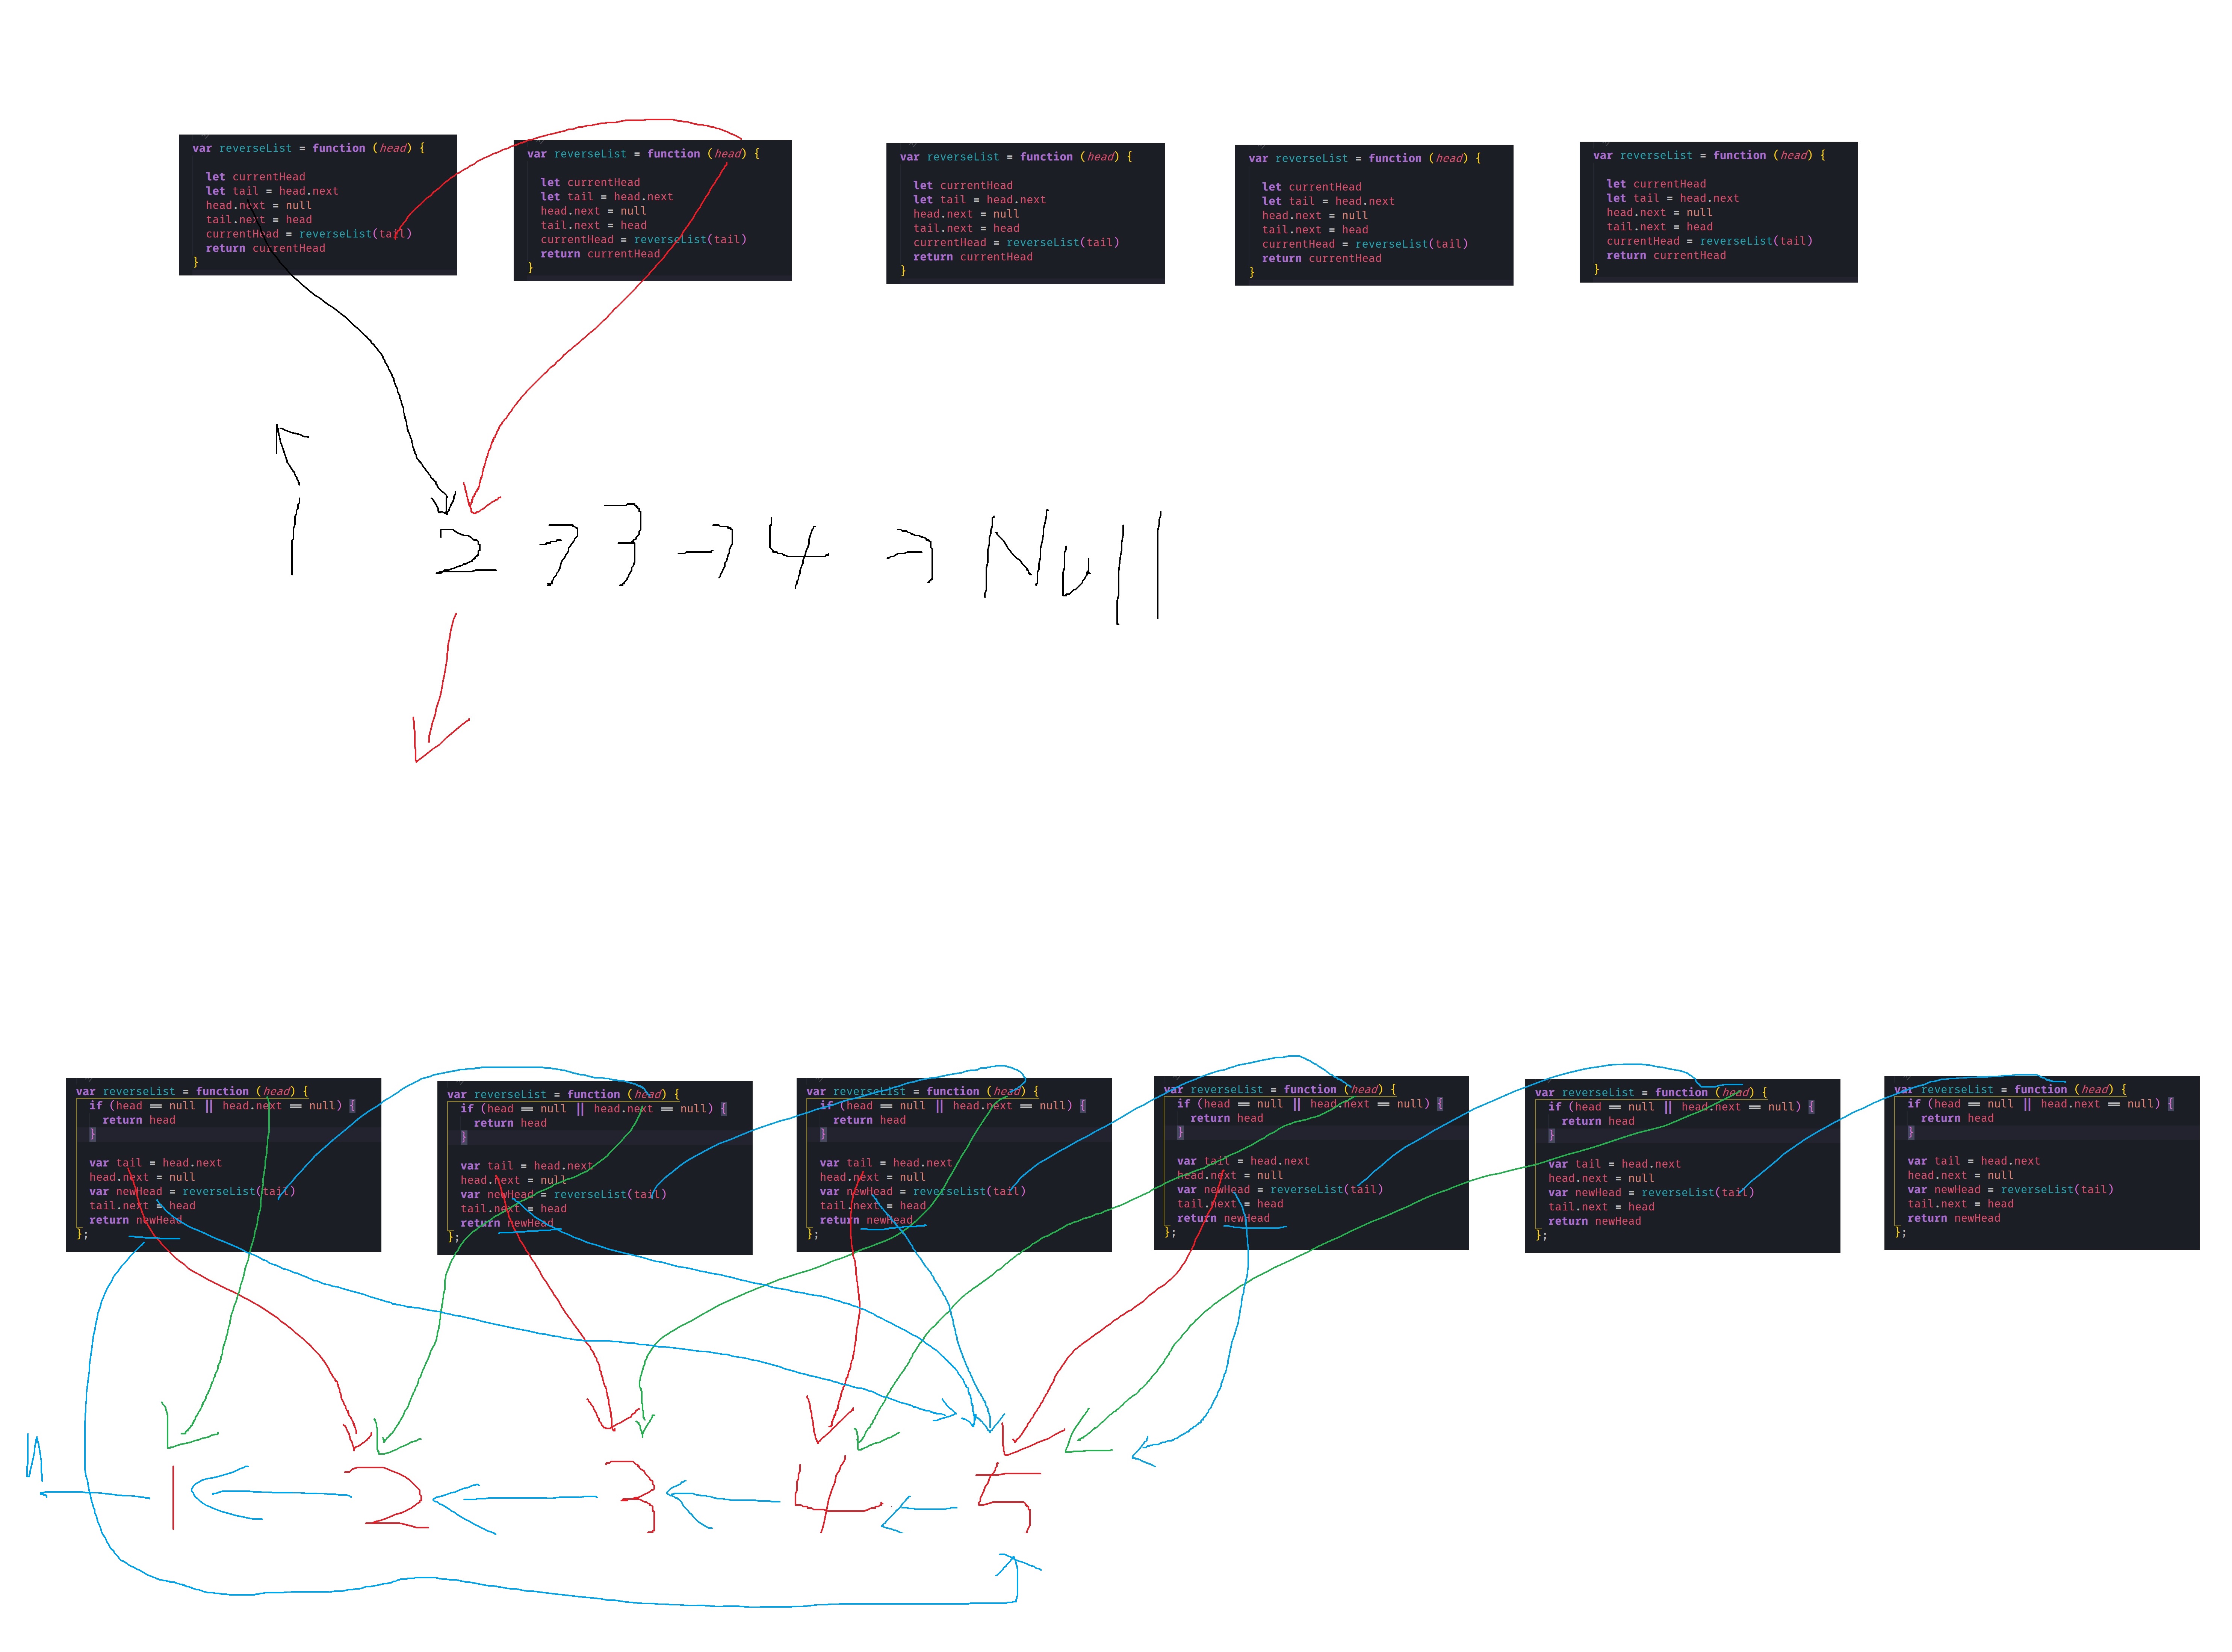 var reverseList = function (head) {
let currentHead
let tail = head.next
head.next = null
tail.next = head
currentHead = reverseList(tail)
return currentHead
}
var reverseList = function (head) {
let currentHead
let tail = head.next
head.next = null
tail.next = head
currentHead = reverseList(tail)
return currentHead
}
var reverseList = function (head) {
let currentHead
let tail = head.next
head.next = null
tail.next = head
currentHead = reverseList(tail)
return currentHead
}
var reverseList = function (head) {
let currentHead
let tail = head.next
head.next = null
tail.next = head
currentHead = reverseList(tail)
return currentHead
}
var reverseList = function (head) {
let currentHead
let tail = head.next
head.next = null
tail.next = head
currentHead = reverseList(tail)
return currentHead
}
1 2 → 3 → 4 → Null
var reverseList = function (head) {
if (head == null || head.next == null) {
return head
}
var tail = head.next
head.next = null
var newHead = reverseList(tail)
tail.next = head
return newHead
};
var reverseList = function (head) {
if (head == null || head.next == null) {
return head
}
var tail = head.next
head.next = null
var newHead = reverseList(tail)
tail.next = head
return newHead
};
var reverseList = function (head) {
if (head == null || head.next == null) {
return head
}
var tail = head.next
head.next = null
var newHead = reverseList(tail)
tail.next = head
return newHead
};
var reverseList = function (head) {
if (head == null || head.next == null) {
return head
}
var tail = head.next
head.next = null
var newHead = reverseList(tail)
tail.next = head
return newHead
};
var reverseList = function (head) {
if (head == null || head.next == null) {
return head
}
var tail = head.next
head.next = null
var newHead = reverseList(tail)
tail.next = head
return newHead
};
var reverseList = function (head) {
if (head == null || head.next == null) {
return head
}
var tail = head.next
head.next = null
var newHead = reverseList(tail)
tail.next = head
return newHead
};
1 ← 2 ← 3 ← 4 ← 5